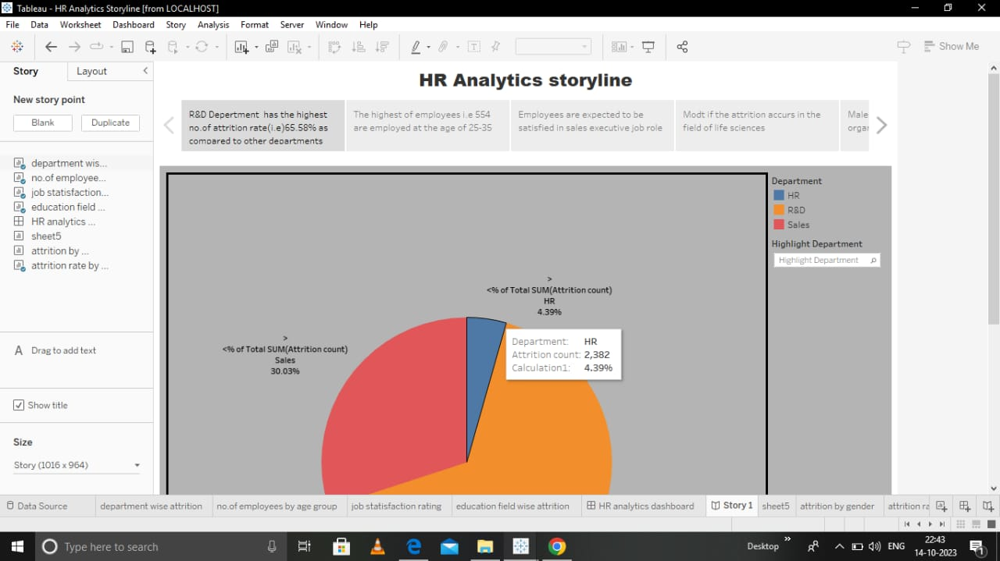 Tableau - HR Analytics Storyline [from LOCALHOST]
File Data Worksheet Dashboard Story Analysis Format Server Window Help
Show Me
Story Layout
New story point
Blank Duplicate
department wis...
no.of employee...
job statisfaction...
education field ...
HR analytics ...
sheet5
attrition by ...
attrition rate by ...
A Drag to add text
Show title
Size
Story (1016 x 964)
HR Analytics storyline
R&D Department has the highest
no.of attrition rate(i.e)65.58% as
compared to other departments
The highest of employees i.e 554
are employed at the age of 25-35
Employees are expected to be
satisfied in sales executive job role
Modt if the attrition accurs in the
field of life sciences
Male
orga
>
<% of Total SUM(Attrition count)
HR
4.39%
>
<% of Total SUM(Attrition count)
Sales
30.03%
Department: HR
Attrition count: 2,382
Calculation1: 4.39%
Department
HR
R&D
Sales
Highlight Department
Highlight Department
Data Source department wise attrition no.of employees by age group job statisfaction rating education field wise attrition HR analytics dashboard Story 1 sheet5 attrition by gender attrition ra
Type here to search
Desktop
ENG
22:43
14-10-2023
1